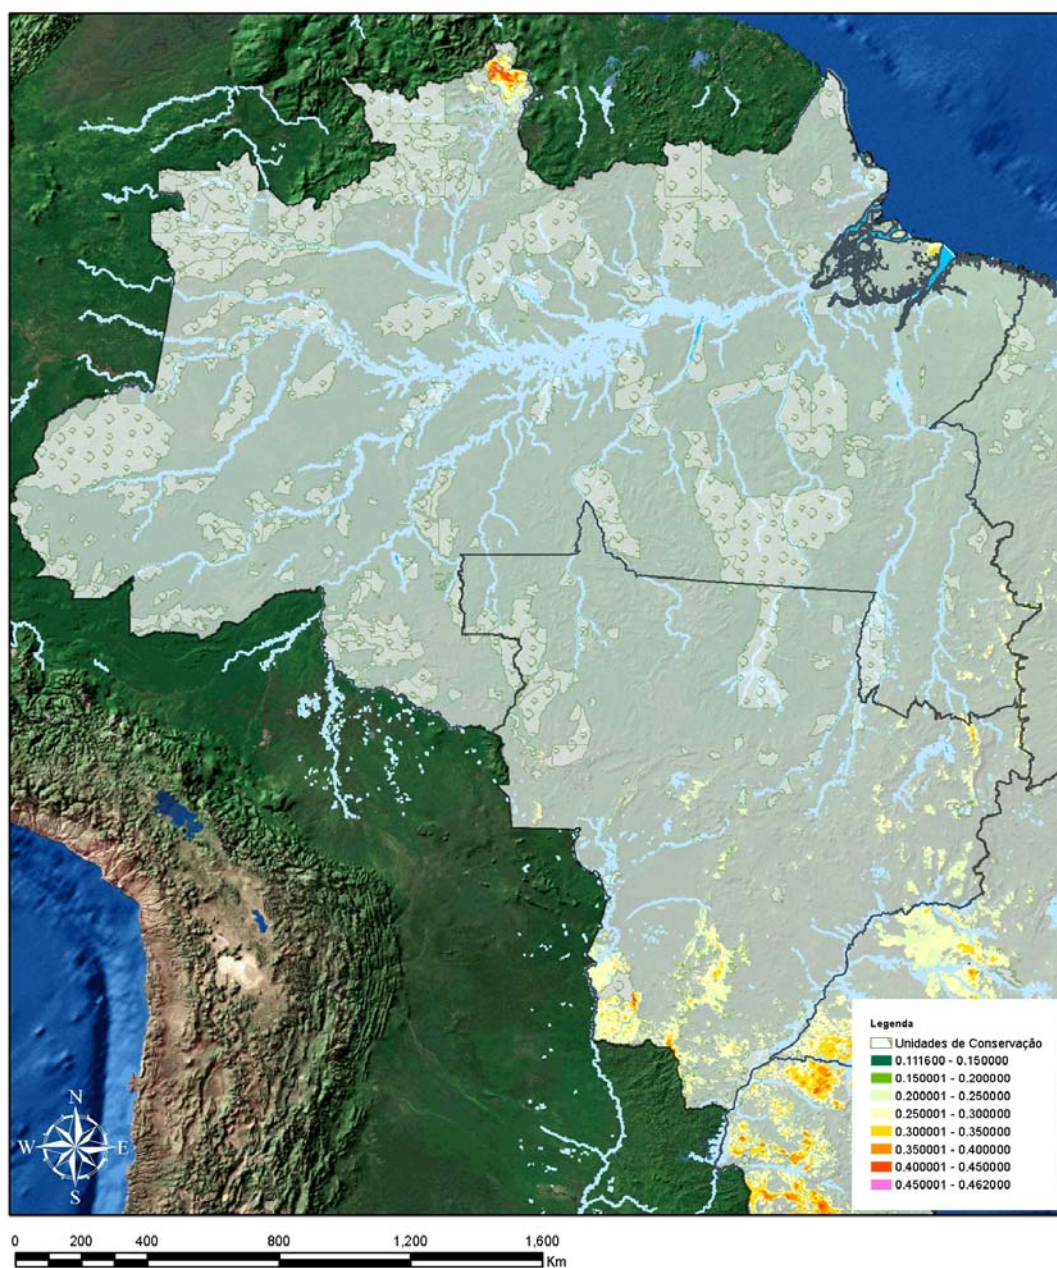 Legenda
Unidades de Conservação
0.111600 - 0.150000
0.150001 - 0.200000
0.200001 - 0.250000
0.250001 - 0.300000
0.300001 - 0.350000
0.350001 - 0.400000
0.400001 - 0.450000
0.450001 - 0.462000
N
W E
S
0 200 400 800 1,200 1,600
Km